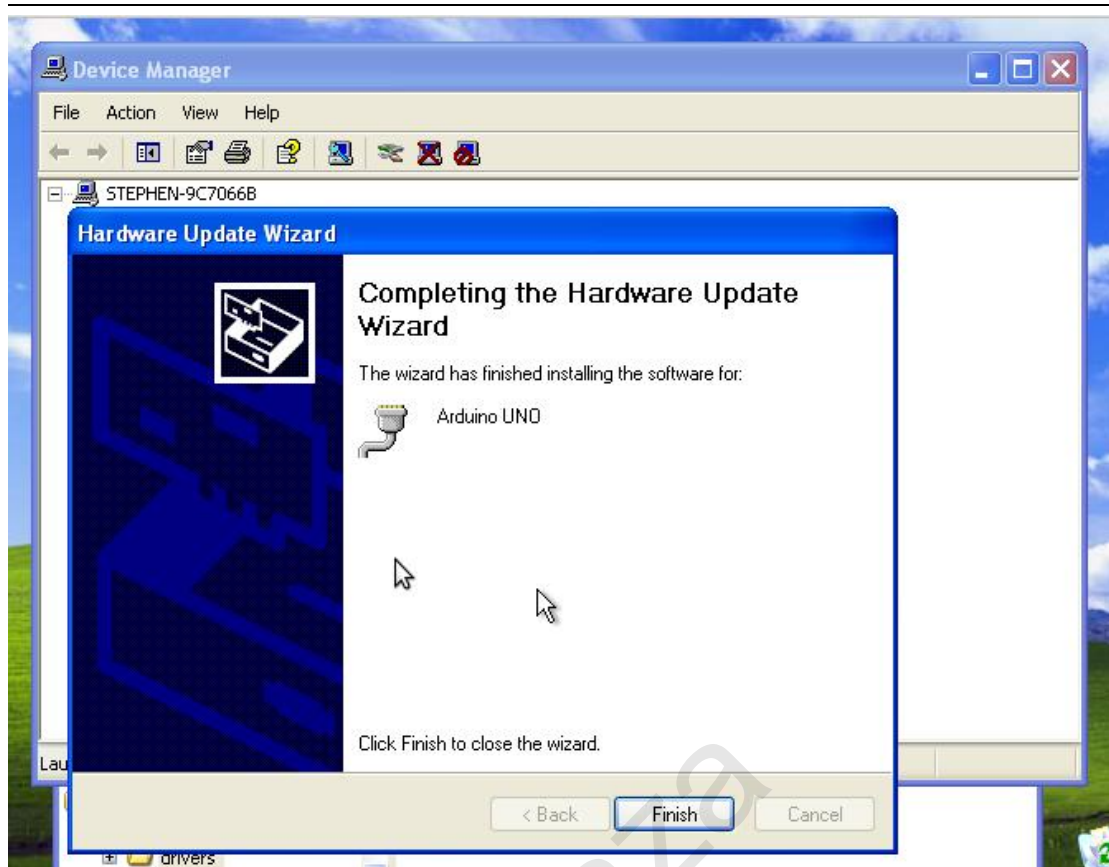 Device Manager
File Action View Help
STEPHEN-9C7066B
Hardware Update Wizard
Completing the Hardware Update
Wizard
The wizard has finished installing the software for:
Arduino UNO
Click Finish to close the wizard.
Lau
< Back Finish Cancel
drivers